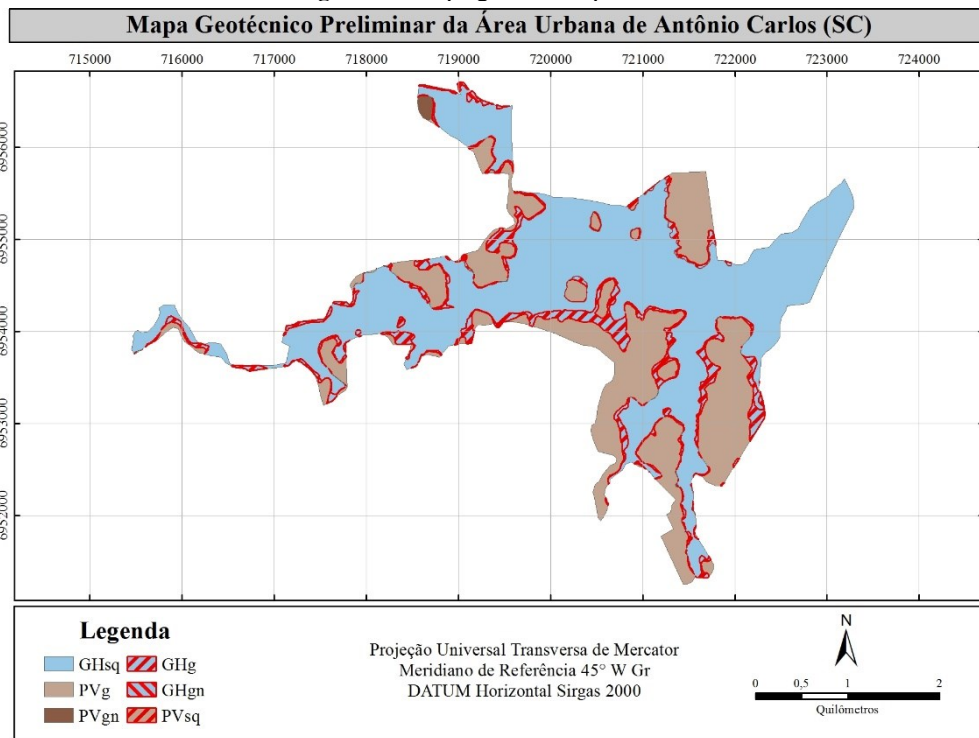 Mapa Geotécnico Preliminar da Área Urbana de Antônio Carlos (SC)
715000 716000 717000 718000 719000 720000 721000 722000 723000 724000
6956000
6955000
6954000
6953000
6952000
Legenda
GHsq GHg
PVg GHgn
PVgn PVsq
Projeção Universal Transversa de Mercator
Meridiano de Referência 45° W Gr
DATUM Horizontal Sirgas 2000
N
0 0,5 1 2
Quilómetros